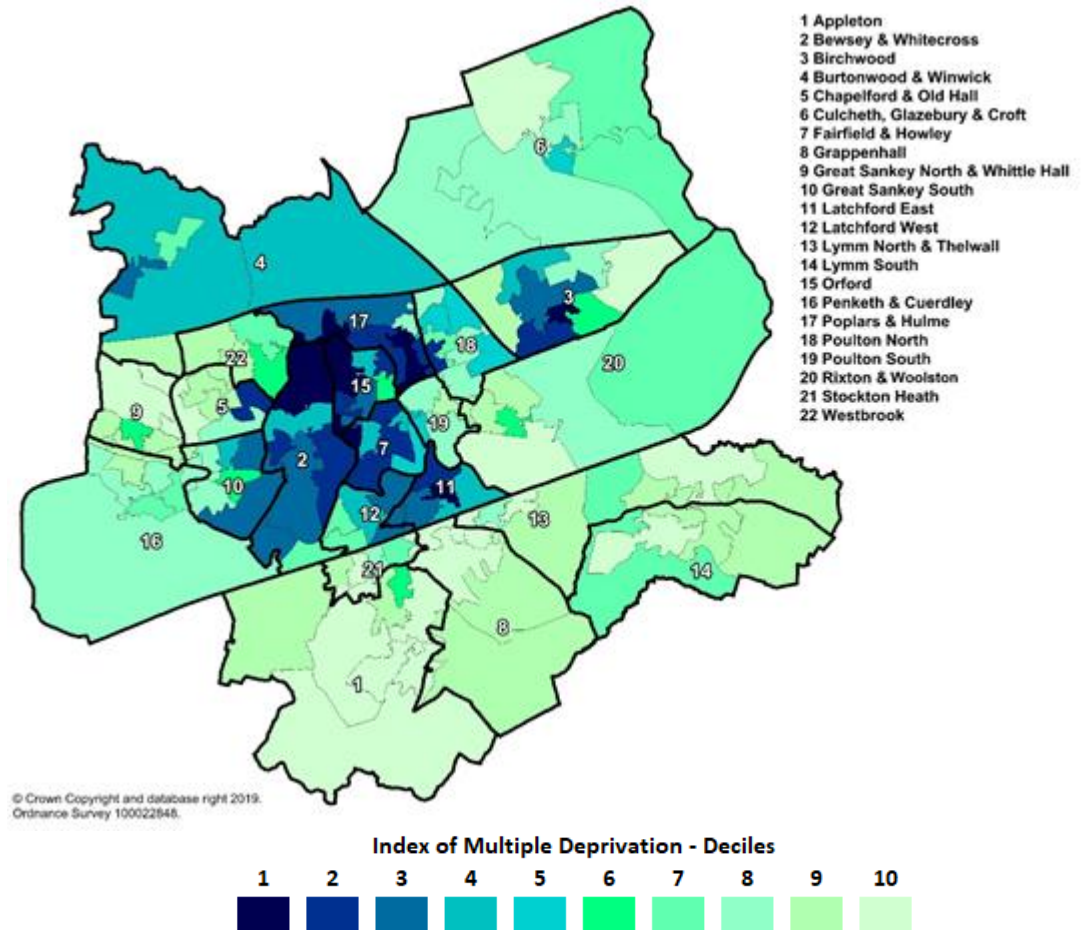 1 Appleton
2 Bewsey & Whitecross
3 Birchwood
4 Burtonwood & Winwick
5 Chapelford & Old Hall
6 Culcheth, Glazebury & Croft
7 Fairfield & Howley
8 Grappenhall
9 Great Sankey North & Whittle Hall
10 Great Sankey South
11 Latchford East
12 Latchford West
13 Lymm North & Thelwall
14 Lymm South
15 Orford
16 Penketh & Cuerdley
17 Poplars & Hulme
18 Poulton North
19 Poulton South
20 Rixton & Woolston
21 Stockton Heath
22 Westbrook
6
4
3
17
18
22
20
15
5
9
19
7
2
10
11
12
13
16
21
14
8
1
© Crown Copyright and database right 2019.
Ordnance Survey 100022848.
Index of Multiple Deprivation - Deciles
1 2 3 4 5 6 7 8 9 10